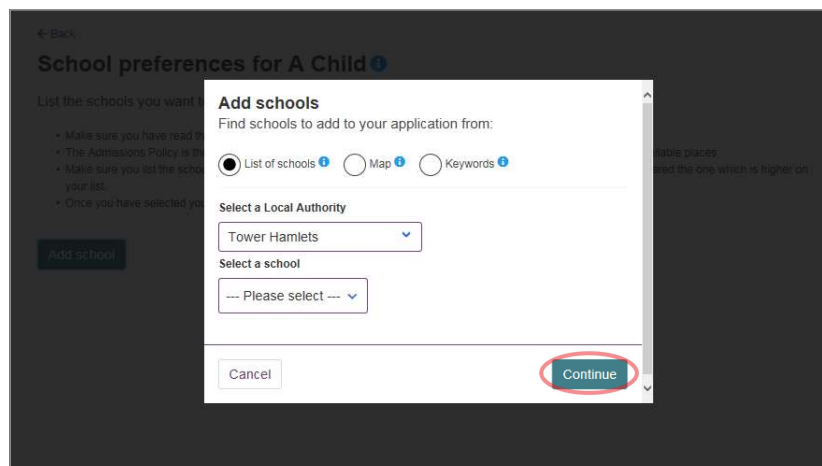 ← Back
School preferences for A Child
List the schools you want t
Add schools
Find schools to add to your application from:
• Make sure you have read th
• The Admissions Policy is the
ilable places
List of schools
Map
Keywords
• Make sure you list the schoo
ered the one which is higher on
your list.
• Once you have selected you
Select a Local Authority
Tower Hamlets
Add school
Select a school
--- Please select ---
Cancel
Continue